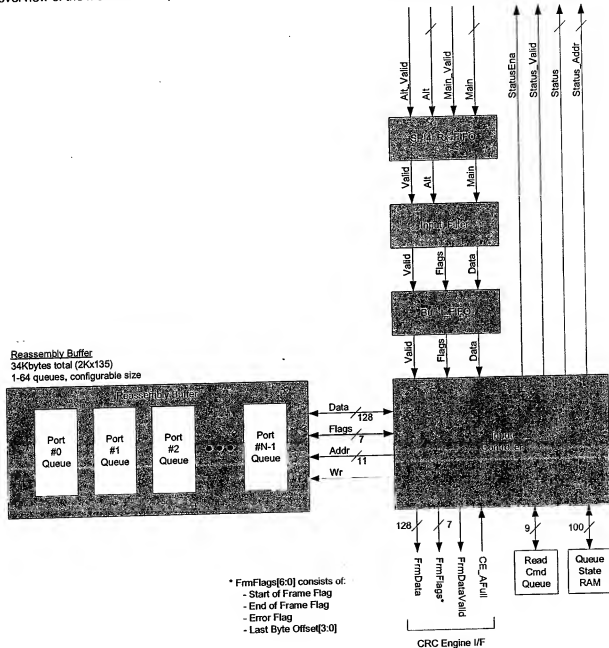 Alt_Valid
Alt
Main_Valid
Main
StatusEna
Status_Valid
Status
Status_Addr
Valid
Alt
Main
Valid
Flags
Data
Valid
Flags
Data
Reassembly Buffer
34Kbytes total (2Kx135)
1-64 queues, configurable size
Reassembly Buffer
Port
#0
Queue
Port
#1
Queue
Port
#2
Queue
Port
#N-1
Queue
Data
128
Flags
7
Addr
11
Wr
Input
Controller
128
7
9
100
FrmData
FrmFlags*
FrmDataValid
CE_AFull
Read
Cmd
Queue
Queue
State
RAM
CRC Engine I/F
* FrmFlags[6:0] consists of:
- Start of Frame Flag
- End of Frame Flag
- Error Flag
- Last Byte Offset[3:0]